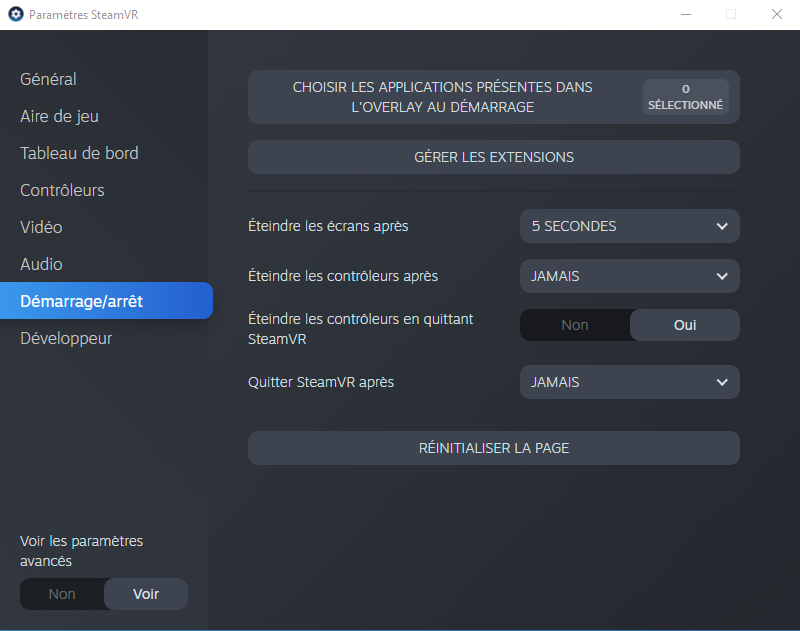 Paramètres SteamVR
Général
Aire de jeu
Tableau de bord
Contrôleurs
Vidéo
Audio
Démarrage/arrêt
Développeur
Voir les paramètres
avancés
Non
Voir
CHOISIR LES APPLICATIONS PRÉSENTES DANS
L'OVERLAY AU DÉMARRAGE
0
SÉLECTIONNÉ
GÉRER LES EXTENSIONS
Éteindre les écrans après
5 SECONDES
Éteindre les contrôleurs après
JAMAIS
Éteindre les contrôleurs en quittant
SteamVR
Non
Oui
Quitter SteamVR après
JAMAIS
RÉINITIALISER LA PAGE